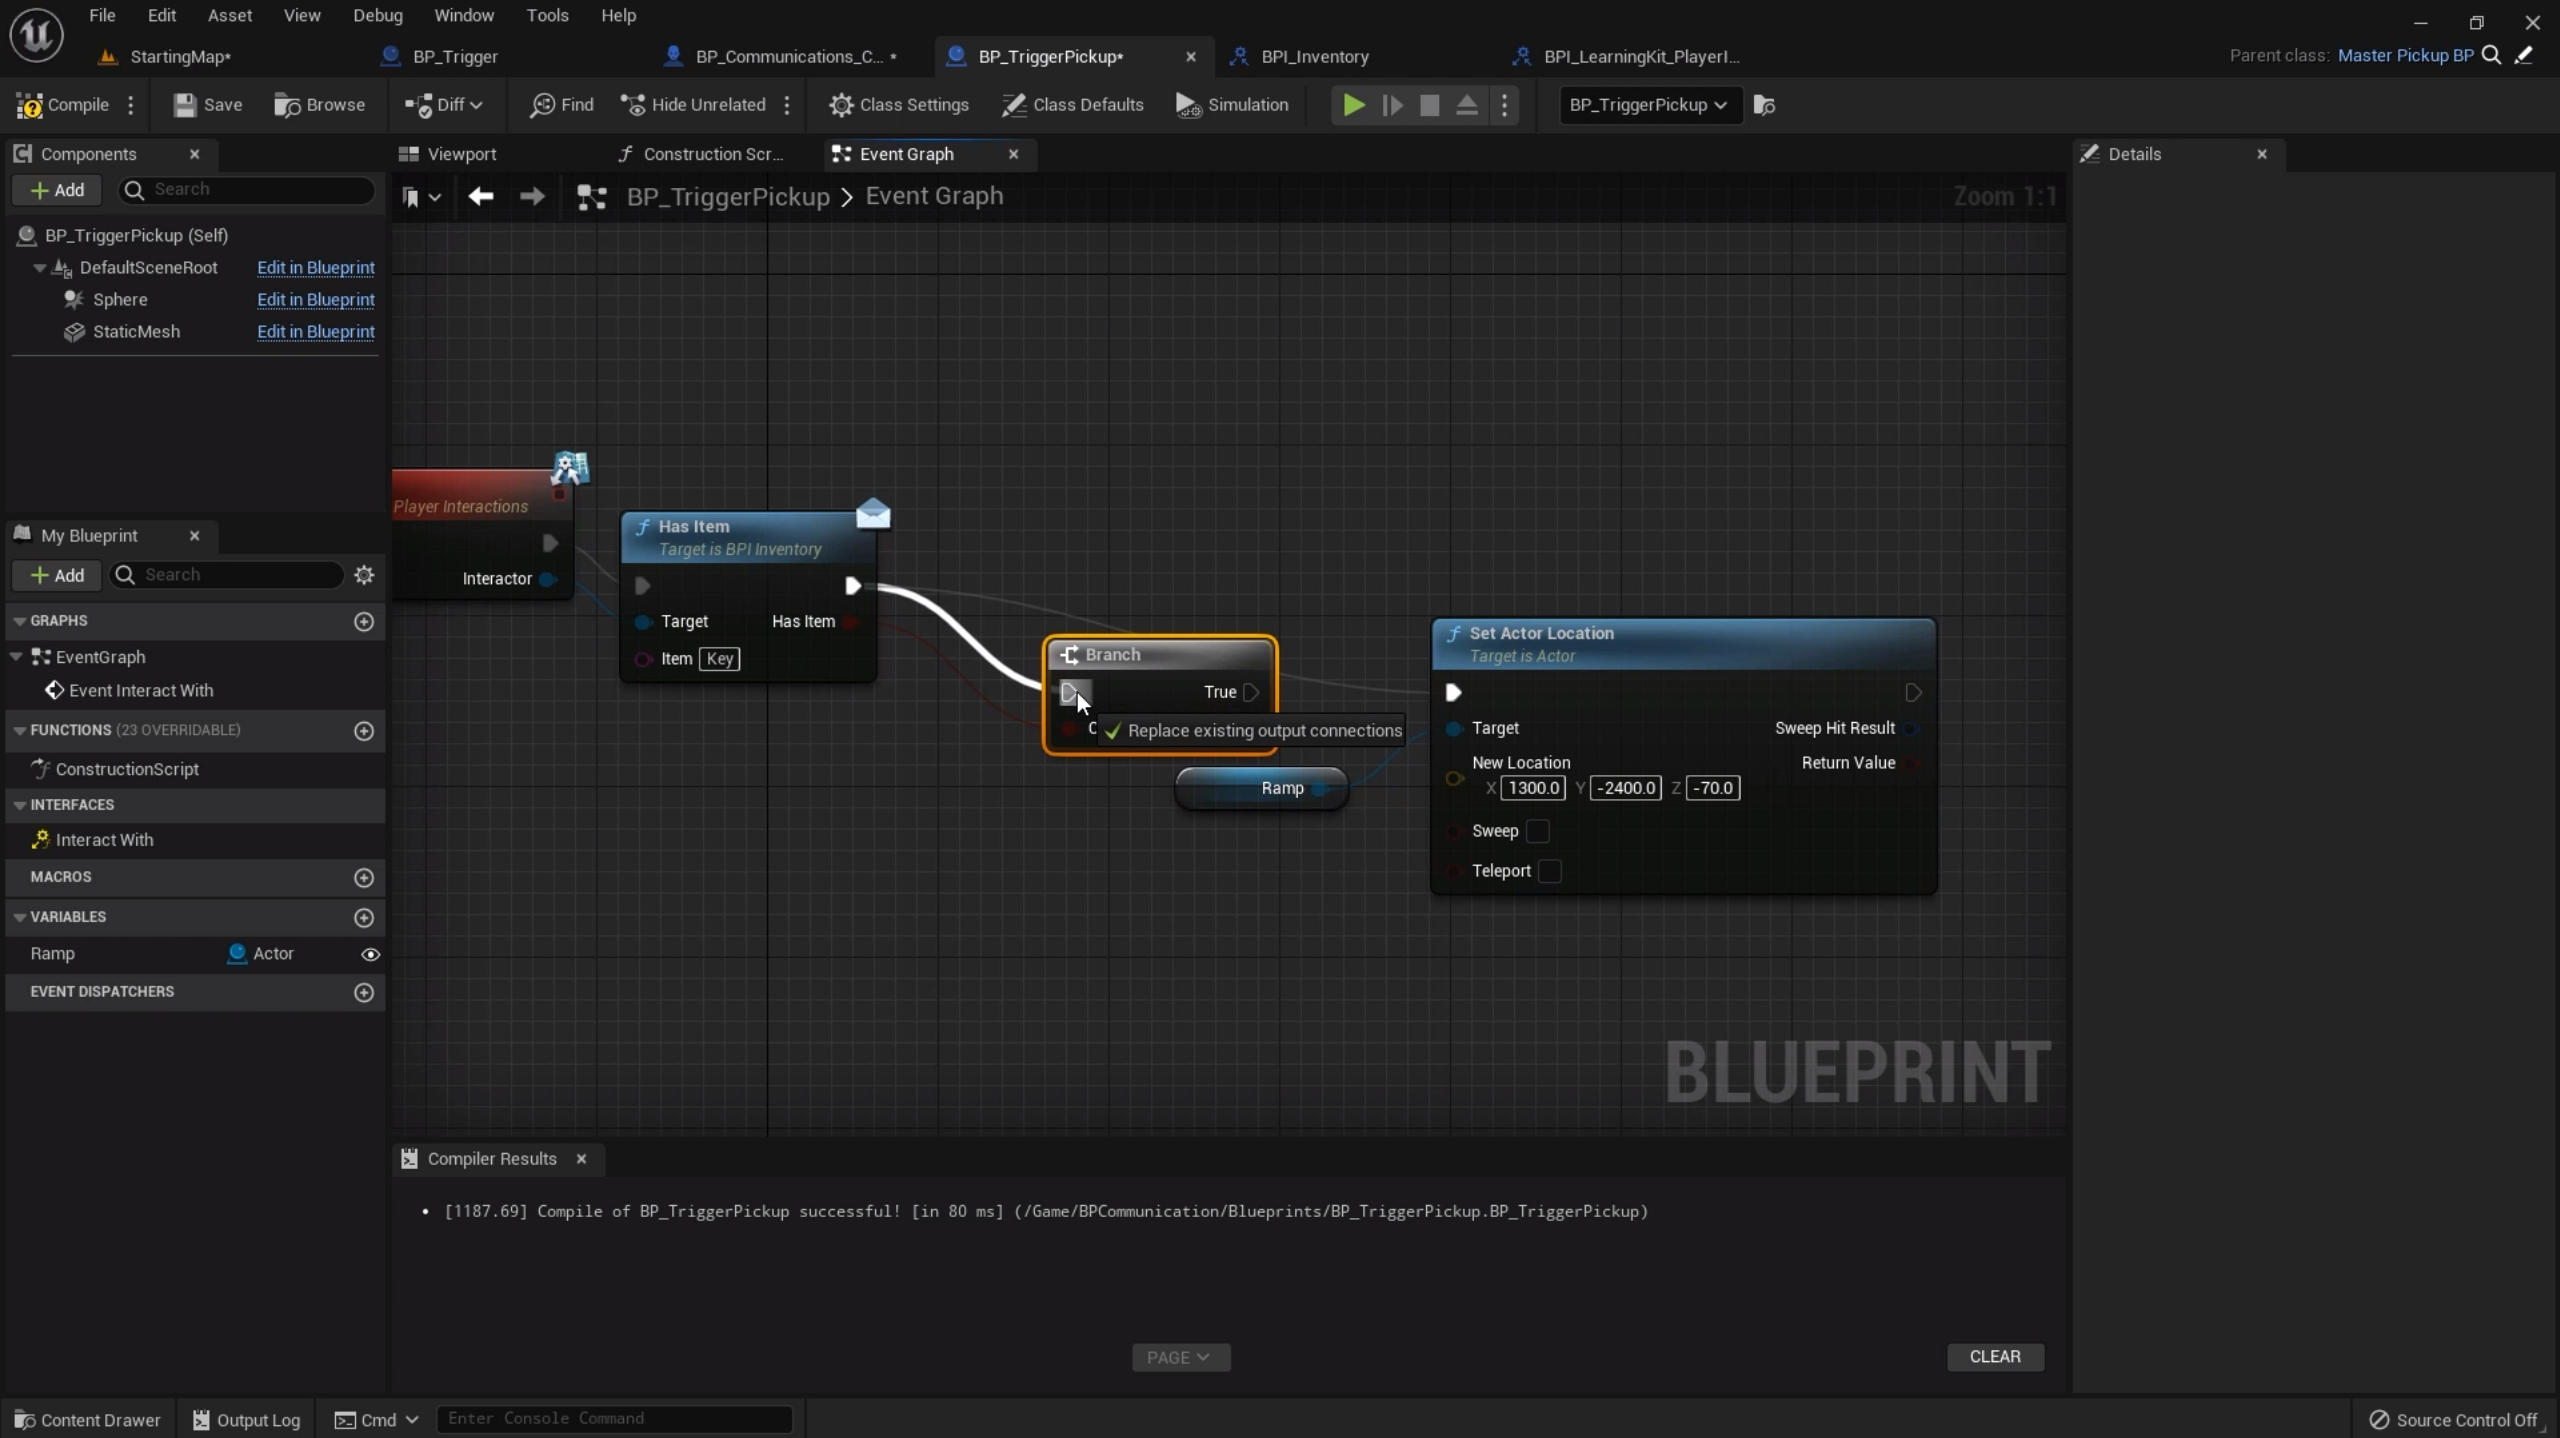 File Edit Asset View Debug Window Tools Help
StartingMap* BP_Trigger BP_Communications_C... * BP_TriggerPickup* BPI_Inventory BPI_LearningKit_PlayerI...
Parent class: Master Pickup BP
Compile Save Browse Diff Find Hide Unrelated Class Settings Class Defaults Simulation BP_TriggerPickup
Components
Add Search
BP_TriggerPickup (Self)
DefaultSceneRoot Edit in Blueprint
Sphere Edit in Blueprint
StaticMesh Edit in Blueprint
My Blueprint
Add Search
GRAPHS
EventGraph
Event Interact With
FUNCTIONS (23 OVERRIDABLE)
ConstructionScript
INTERFACES
Interact With
MACROS
VARIABLES
Ramp Actor
EVENT DISPATCHERS
Viewport Construction Scr... Event Graph
BP_TriggerPickup > Event Graph
Zoom 1:1
Player Interactions
Interactor
Has Item
Target is BPI Inventory
Target Has Item
Item Key
Branch
True
C
Replace existing output connections
Ramp
Set Actor Location
Target is Actor
Target Sweep Hit Result
New Location Return Value
X 1300.0 Y -2400.0 Z -70.0
Sweep
Teleport
BLUEPRINT
Compiler Results
• [1187.69] Compile of BP_TriggerPickup successful! [in 80 ms] (/Game/BPCommunication/Blueprints/BP_TriggerPickup.BP_TriggerPickup)
PAGE
CLEAR
Details
Content Drawer Output Log Cmd Enter Console Command
Source Control Off